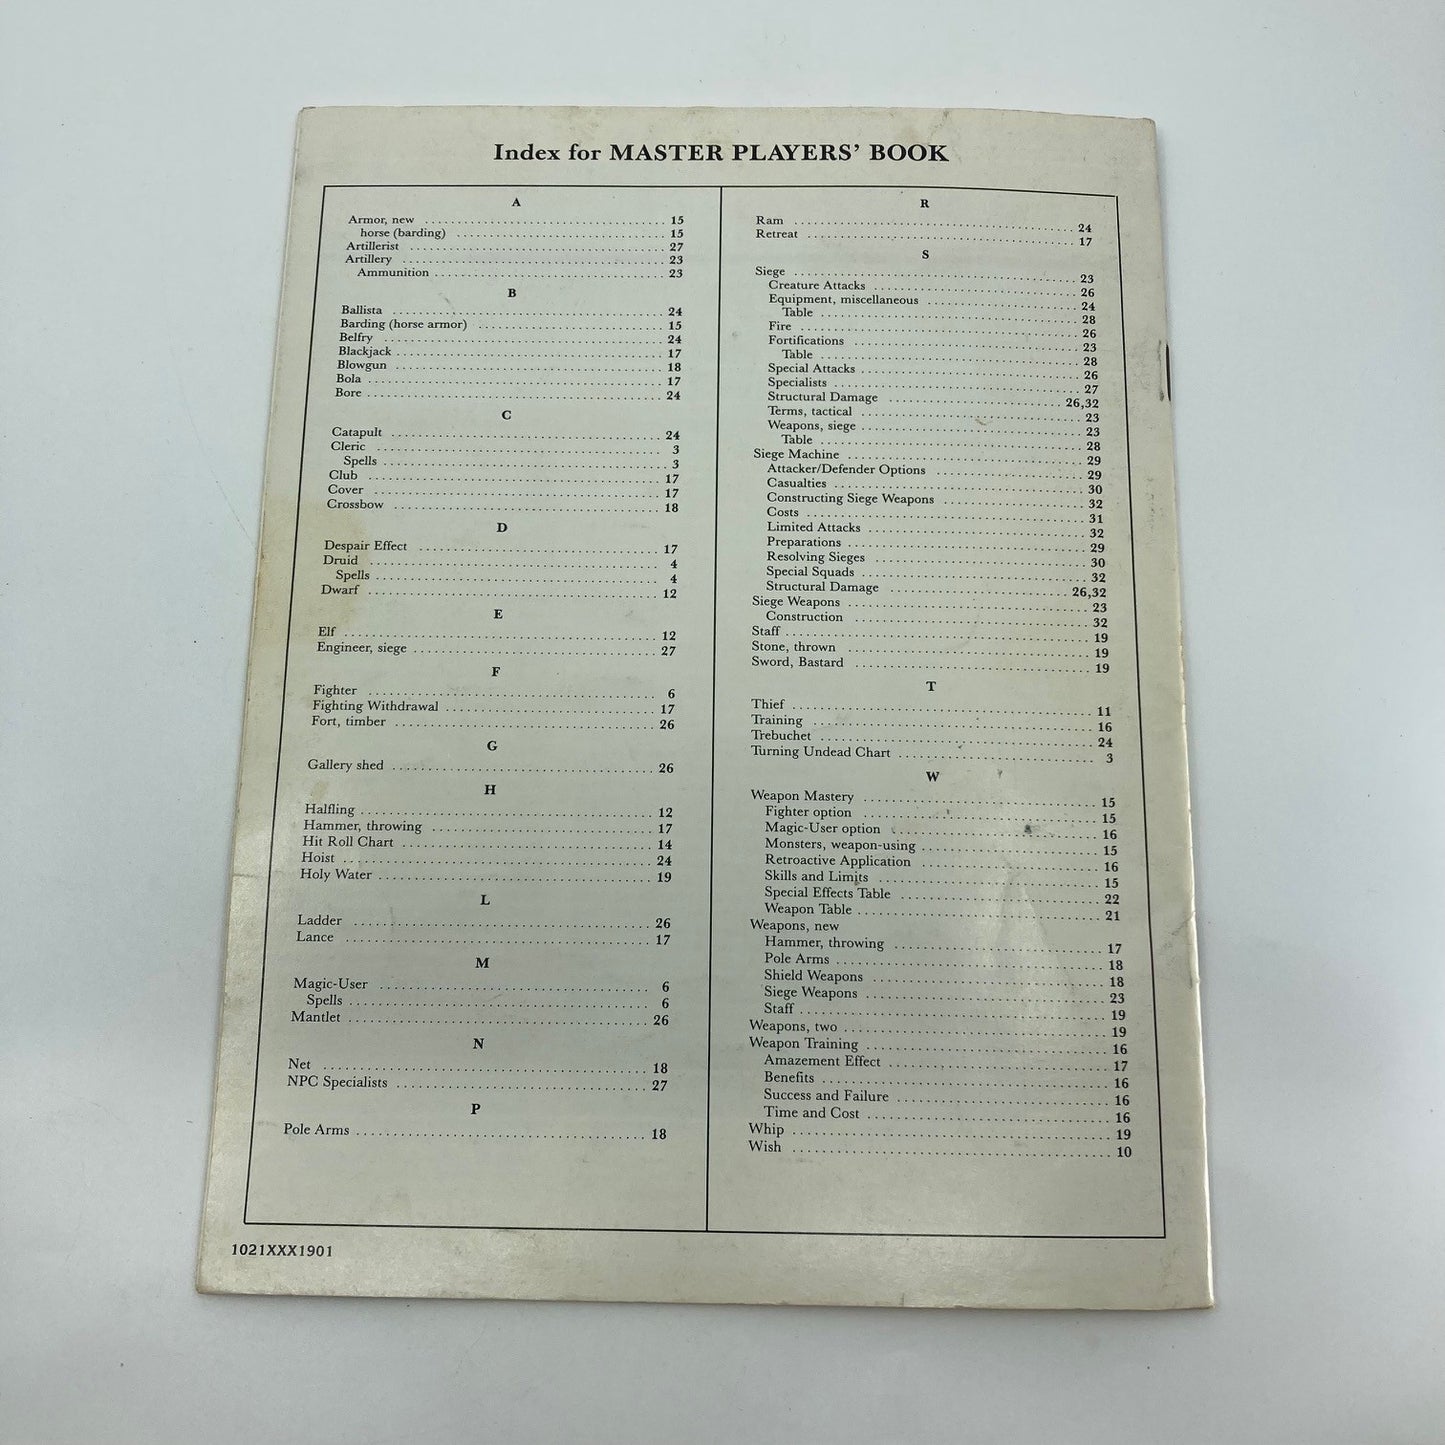 Index for MASTER PLAYERS' BOOK
A
Armor, new 15
horse (barding) 15
Artillerist 27
Artillery 23
Ammunition 23
B
Ballista 24
Barding (horse armor) 15
Belfry 24
Blackjack 17
Blowgun 18
Bola 17
Bore 24
C
Catapult 24
Cleric 3
Spells 3
Club 17
Cover 17
Crossbow 18
D
Despair Effect 17
Druid 4
Spells 4
Dwarf 12
E
Elf 12
Engineer, siege 27
F
Fighter 6
Fighting Withdrawal 17
Fort, timber 26
G
Gallery shed 26
H
Halfling 12
Hammer, throwing 17
Hit Roll Chart 14
Hoist 24
Holy Water 19
L
Ladder 26
Lance 17
M
Magic-User 6
Spells 6
Mantlet 26
N
Net 18
NPC Specialists 27
P
Pole Arms 18
R
Ram 24
Retreat 17
S
Siege 23
Creature Attacks 26
Equipment, miscellaneous 24
Table 28
Fire 26
Fortifications 23
Table 28
Special Attacks 26
Specialists 27
Structural Damage 26,32
Terms, tactical 23
Weapons, siege 23
Table 28
Siege Machine 29
Attacker/Defender Options 29
Casualties 30
Constructing Siege Weapons 32
Costs 31
Limited Attacks 32
Preparations 29
Resolving Sieges 30
Special Squads 32
Structural Damage 26,32
Siege Weapons 23
Construction 32
Staff 19
Stone, thrown 19
Sword, Bastard 19
T
Thief 11
Training 16
Trebuchet 24
Turning Undead Chart 3
W
Weapon Mastery 15
Fighter option 15
Magic-User option 16
Monsters, weapon-using 15
Retroactive Application 16
Skills and Limits 15
Special Effects Table 22
Weapon Table 21
Weapons, new
Hammer, throwing 17
Pole Arms 18
Shield Weapons 18
Siege Weapons 23
Staff 19
Weapons, two 19
Weapon Training 16
Amazement Effect 17
Benefits 16
Success and Failure 16
Time and Cost 16
Whip 19
Wish 10
1021XXX1901